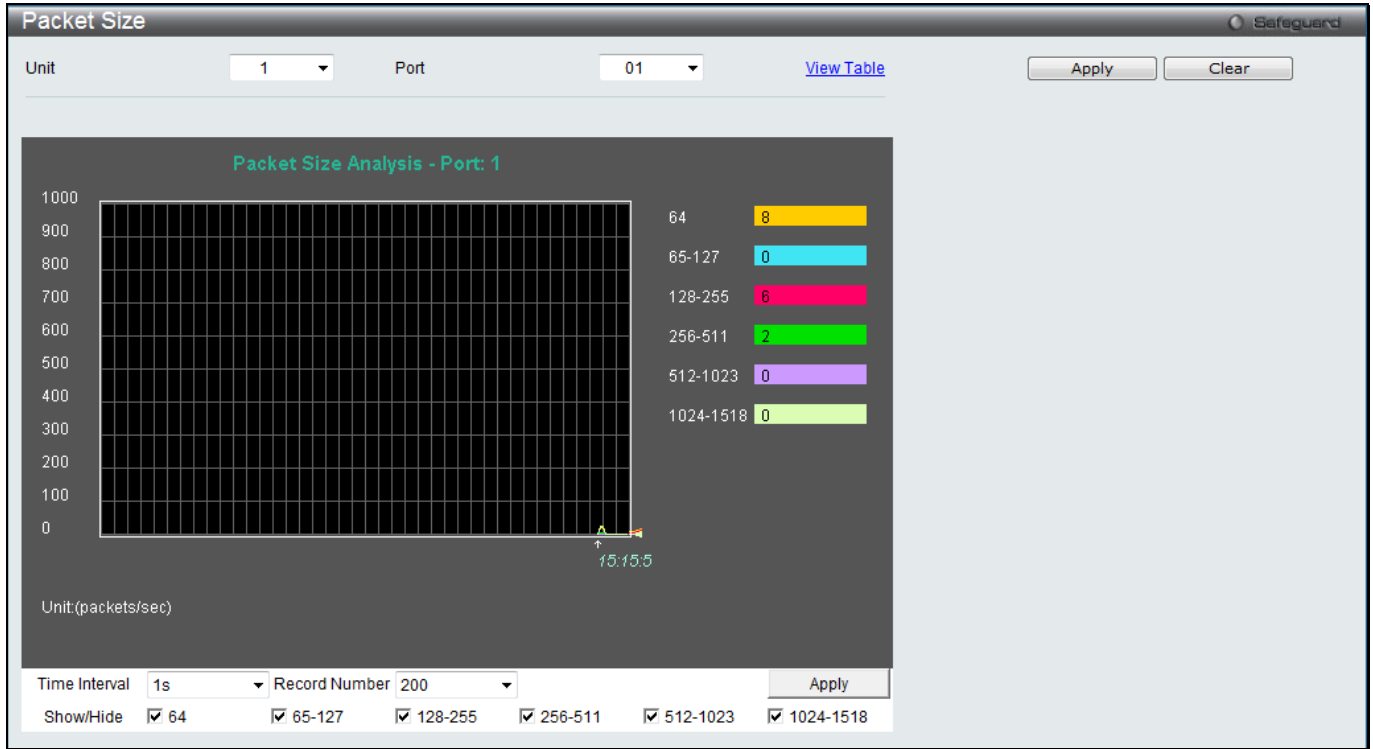 Packet Size
Safeguard
Unit 1 Port 01 View Table Apply Clear
Packet Size Analysis - Port: 1
1000
900
800
700
600
500
400
300
200
100
0
64 8
65-127 0
128-255 6
256-511 2
512-1023 0
1024-1518 0
15:15:5
Unit:(packets/sec)
Time Interval 1s Record Number 200 Apply
Show/Hide 64 65-127 128-255 256-511 512-1023 1024-1518